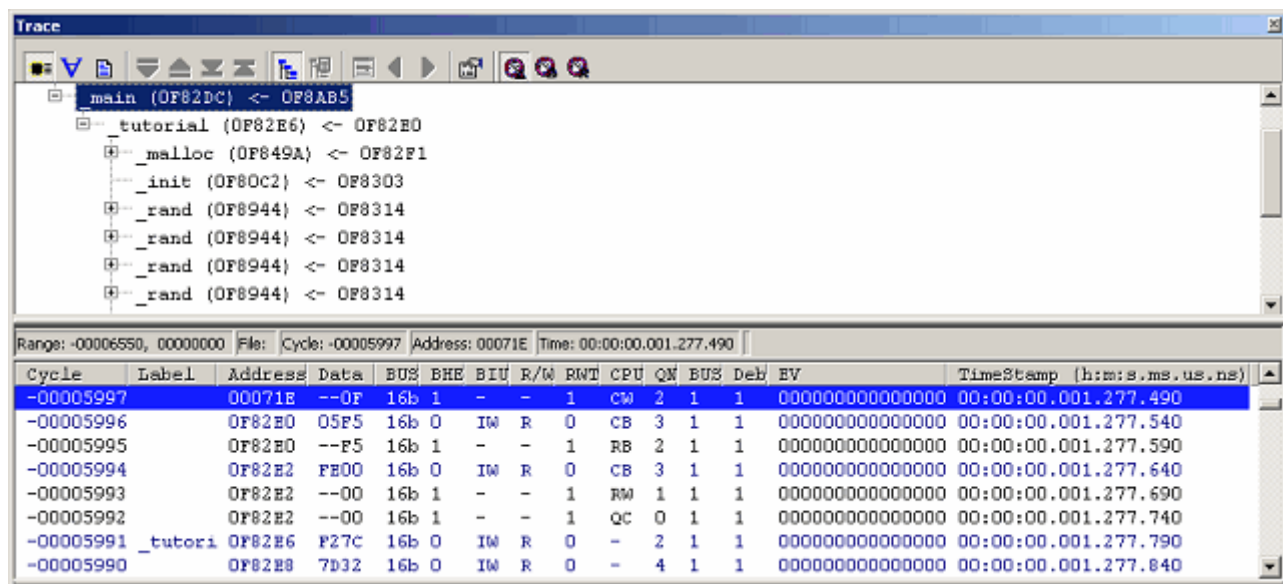 Trace
_main (0F82DC) <- 0F8AB5
_tutorial (0F82E6) <- 0F82E0
_malloc (0F849A) <- 0F82F1
_init (0F80C2) <- 0F8303
_rand (0F8944) <- 0F8314
_rand (0F8944) <- 0F8314
_rand (0F8944) <- 0F8314
_rand (0F8944) <- 0F8314
Range: -00006550, 00000000 File: Cycle: -00005997 Address: 00071E Time: 00:00:00.001.277.490
Cycle Label Address Data BUS BHE BIU R/W RWT CPU QN BUS Deb EV TimeStamp (h:m:s.ms.us.ns)
-00005997 00071E --0F 16b 1 - - 1 CW 2 1 1 0000000000000000 00:00:00.001.277.490
-00005996 0F82E0 05F5 16b 0 IW R 0 CB 3 1 1 0000000000000000 00:00:00.001.277.540
-00005995 0F82E0 --F5 16b 1 - - 1 RB 2 1 1 0000000000000000 00:00:00.001.277.590
-00005994 0F82E2 FE00 16b 0 IW R 0 CB 3 1 1 0000000000000000 00:00:00.001.277.640
-00005993 0F82E2 --00 16b 1 - - 1 RW 1 1 1 0000000000000000 00:00:00.001.277.690
-00005992 0F82E2 --00 16b 1 - - 1 QC 0 1 1 0000000000000000 00:00:00.001.277.740
-00005991 _tutori 0F82E6 F27C 16b 0 IW R 0 - 2 1 1 0000000000000000 00:00:00.001.277.790
-00005990 0F82E8 7D32 16b 0 IW R 0 - 4 1 1 0000000000000000 00:00:00.001.277.840